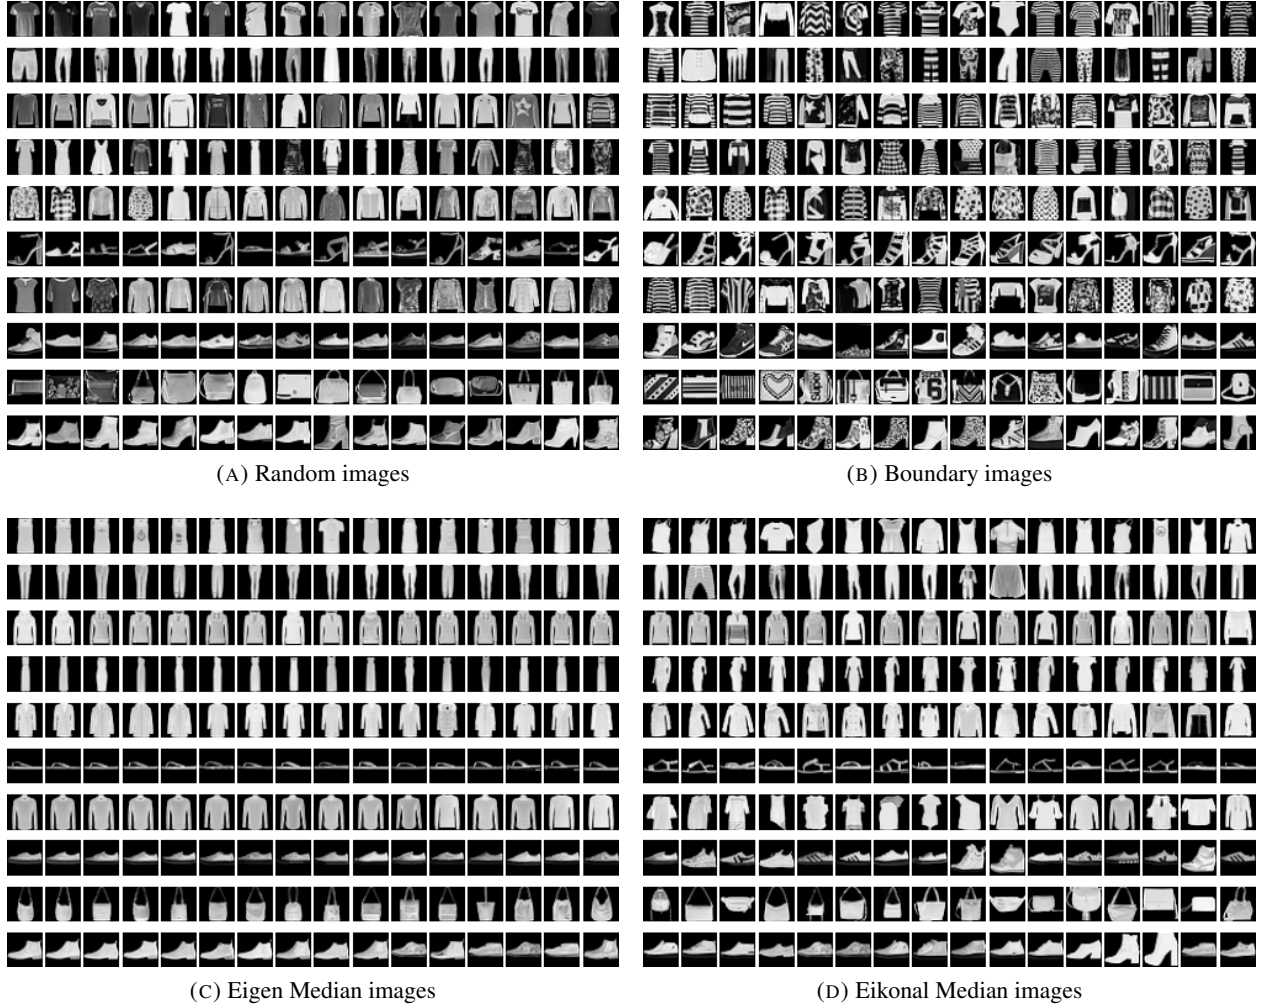 (A) Random images
(B) Boundary images
(C) Eigen Median images
(D) Eikonal Median images